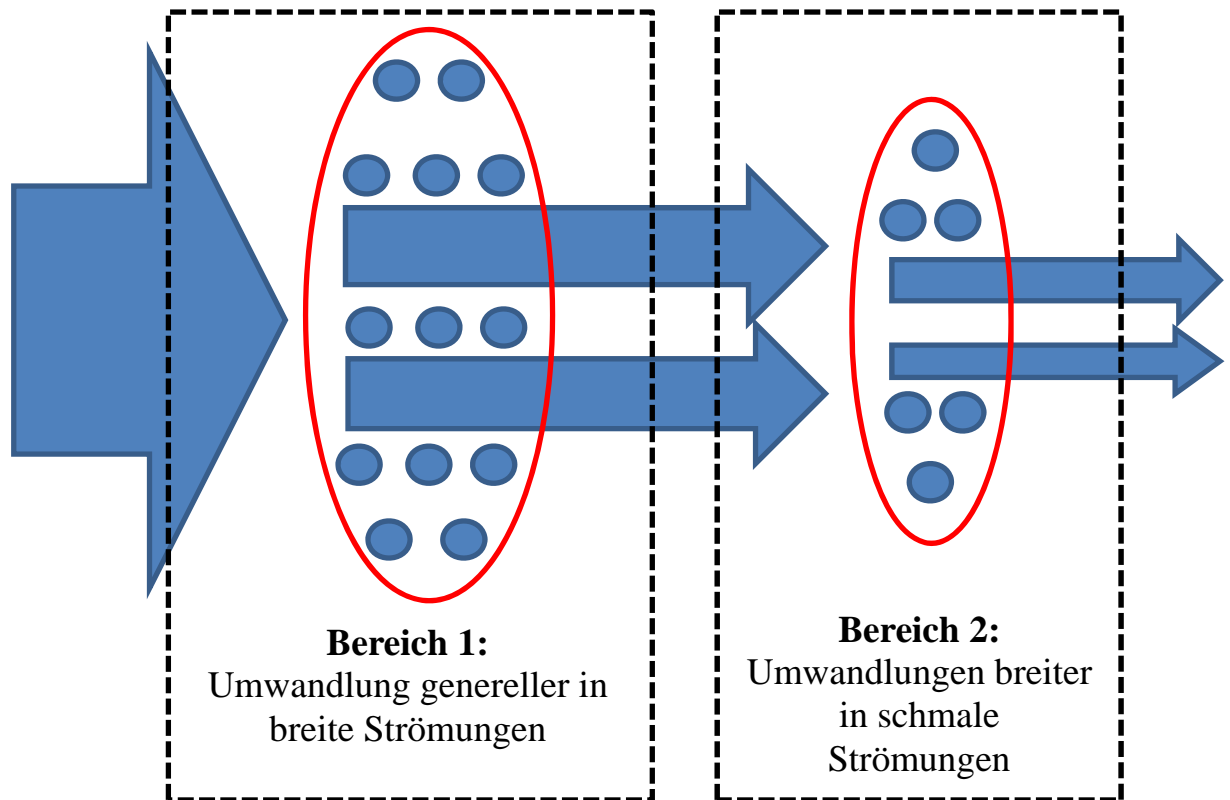 Bereich 1:
Umwandlung genereller in
breite Strömungen
Bereich 2:
Umwandlungen breiter
in schmale
Strömungen